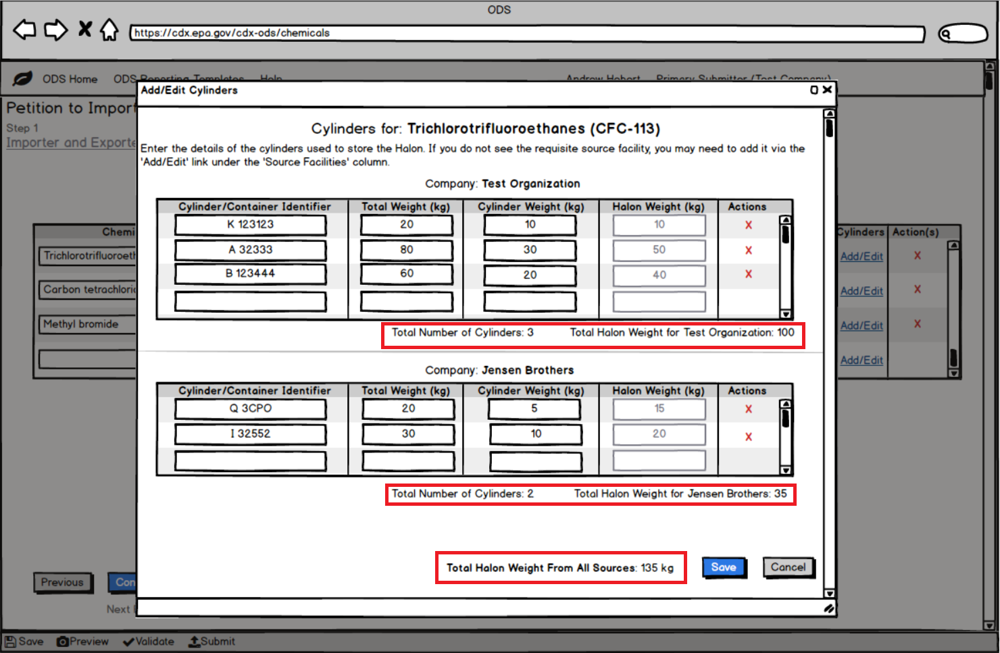 ODS
https://cdx.epa.gov/cdx-ods/chemicals
ODS Home ODS Reporting Templates Help Andrew Hobert Primary Submitter (Test Company)
Add/Edit Cylinders
Petition to Import
Step 1
Importer and Exporte
Cylinders for: Trichlorotrifluoroethanes (CFC-113)
Enter the details of the cylinders used to store the Halon. If you do not see the requisite source facility, you may need to add it via the
'Add/Edit' link under the 'Source Facilities' column.
Company: Test Organization
Cylinder/Container Identifier Total Weight (kg) Cylinder Weight (kg) Halon Weight (kg) Actions
K 123123 20 10 10 X
A 32333 80 30 50 X
B 123444 60 20 40 X
Total Number of Cylinders: 3 Total Halon Weight for Test Organization: 100
Chemi Cylinders Action(s)
Trichlorotrifluoroeth Add/Edit X
Carbon tetrachlori Add/Edit X
Methyl bromide Add/Edit X
Add/Edit
Company: Jensen Brothers
Cylinder/Container Identifier Total Weight (kg) Cylinder Weight (kg) Halon Weight (kg) Actions
Q 3CPO 20 5 15 X
I 32552 30 10 20 X
Total Number of Cylinders: 2 Total Halon Weight for Jensen Brothers: 35
Total Halon Weight From All Sources: 135 kg
Save Cancel
Previous Con
Next
Save Preview Validate Submit